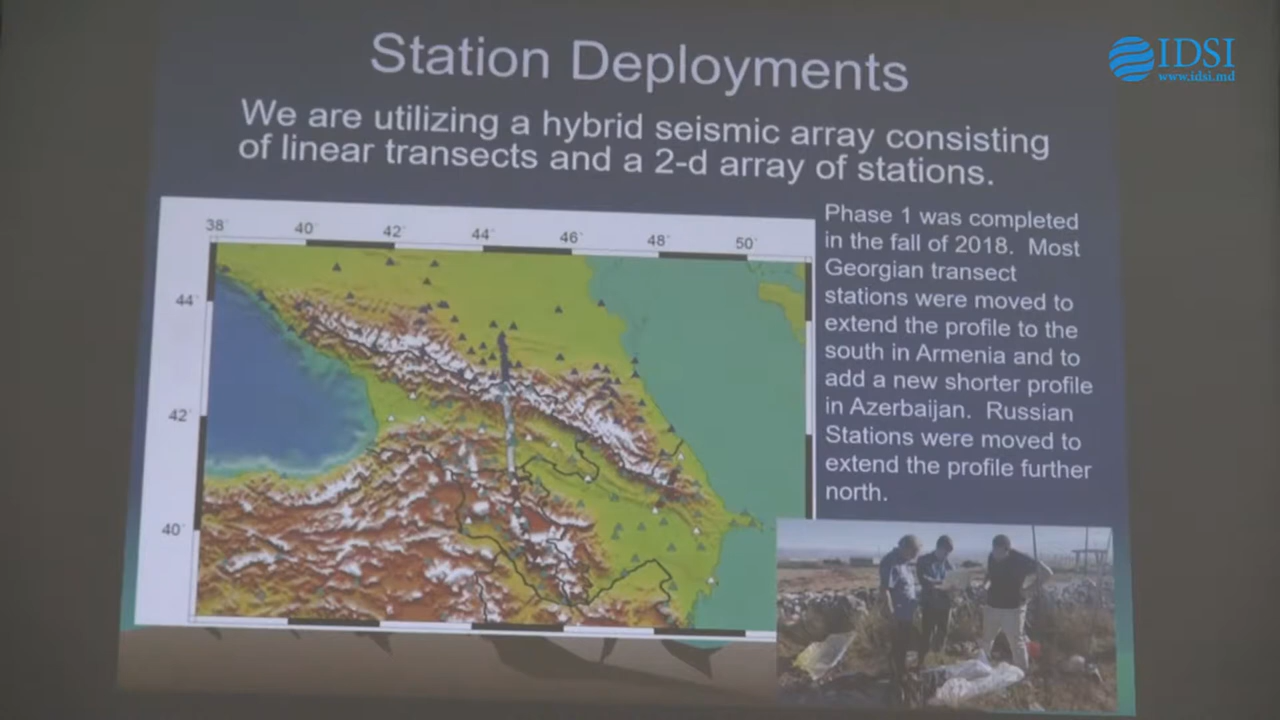 IDSI
www.idsi.md
Station Deployments
We are utilizing a hybrid seismic array consisting
of linear transects and a 2-d array of stations.
Phase 1 was completed
in the fall of 2018. Most
Georgian transect
stations were moved to
extend the profile to the
south in Armenia and to
add a new shorter profile
in Azerbaijan. Russian
Stations were moved to
extend the profile further
north.
38° 40° 42° 44° 46° 48° 50°
44°
42°
40°